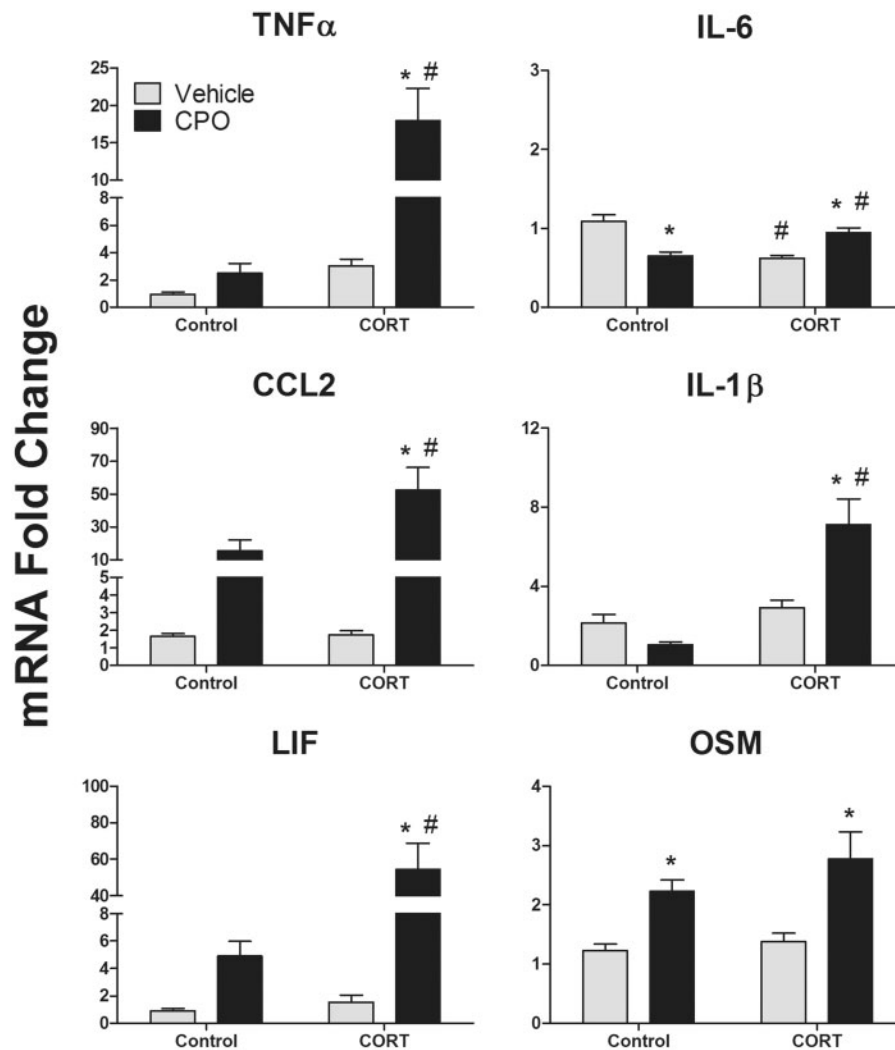 TNFα
25
20
15
10
8
6
4
2
0
Vehicle
CPO
* #
Control
CORT
IL-6
3
2
1
0
*
#
* #
Control
CORT
mRNA Fold Change
CCL2
90
70
50
30
10
5
4
3
2
1
0
* #
Control
CORT
IL-1β
12
8
4
0
* #
Control
CORT
LIF
100
80
60
40
8
6
4
2
0
* #
Control
CORT
OSM
4
3
2
1
0
*
*
Control
CORT